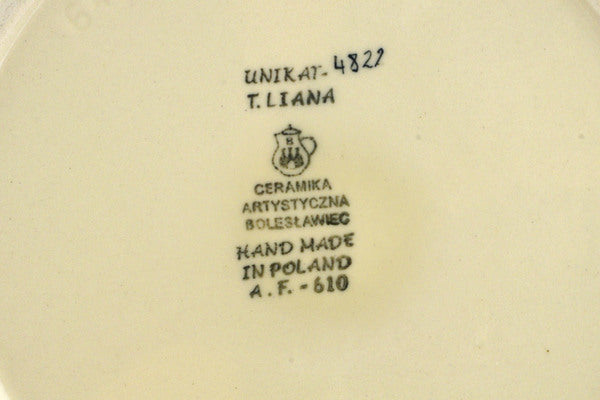 UNIKAT-4822
T. LIANA
B
CERAMIKA
ARTYSTYCZNA
BOLESŁAWIEC
HAND MADE
IN POLAND
A.F.-610